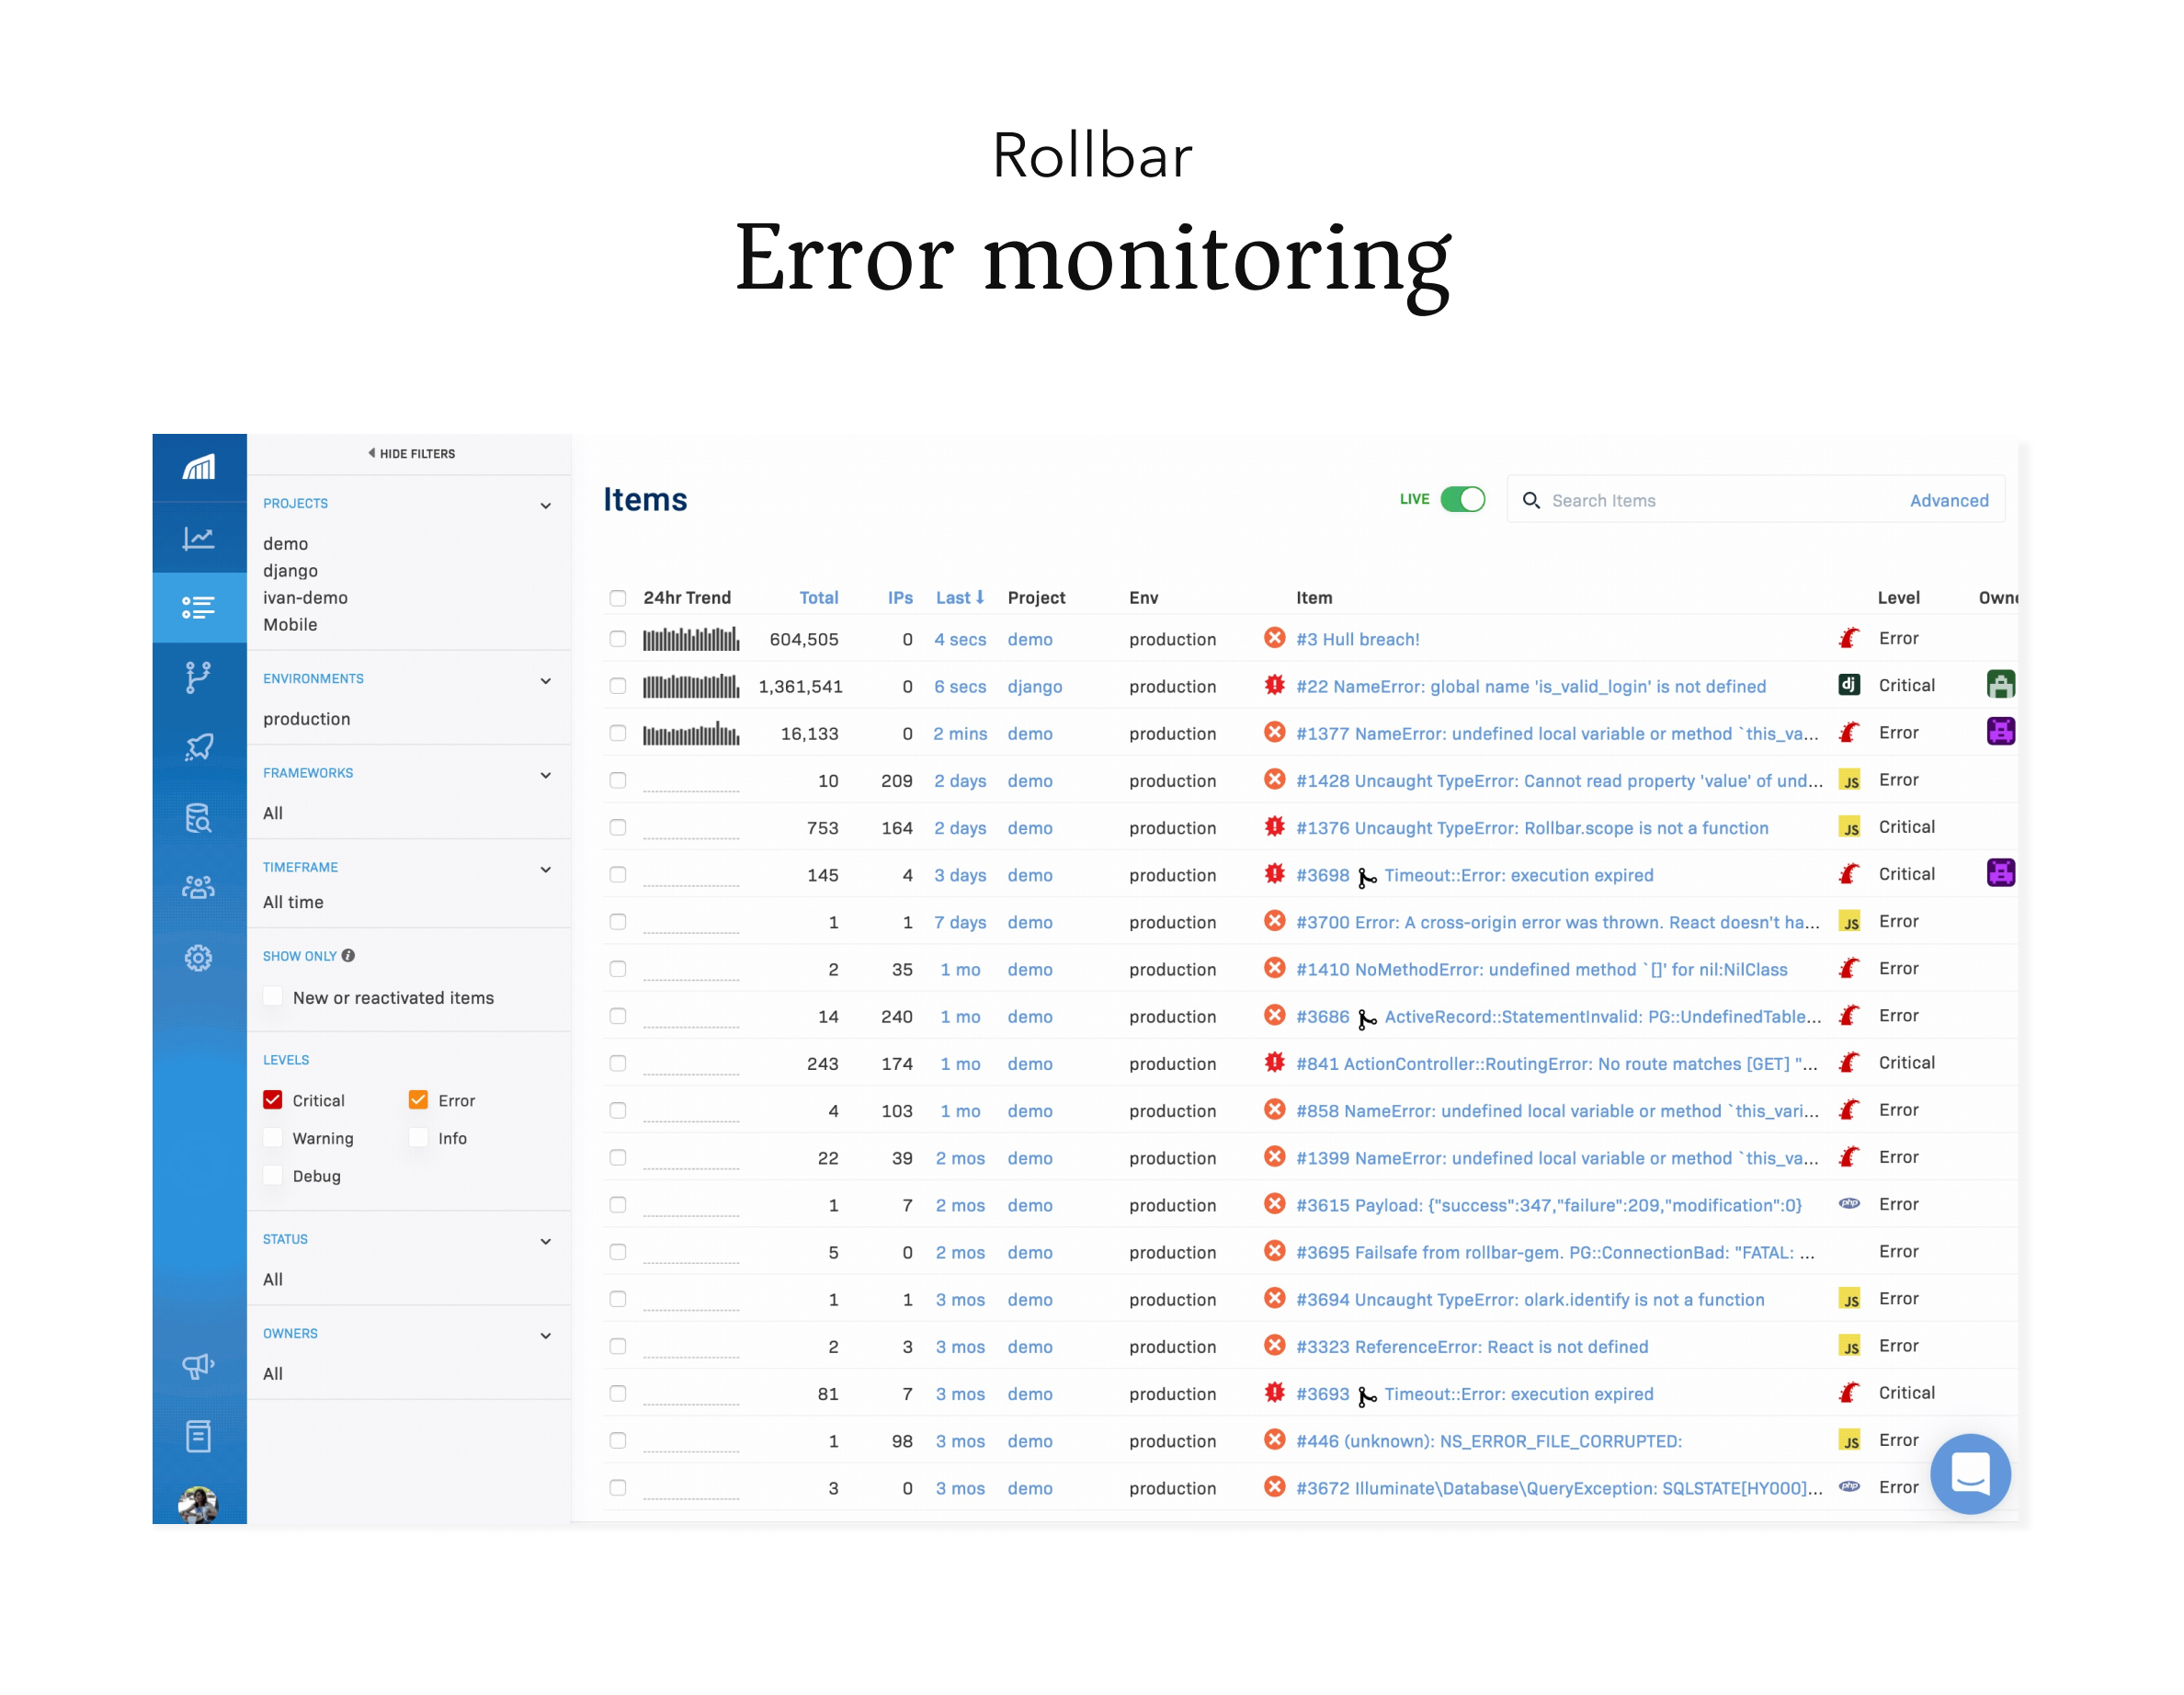 Rollbar
Error monitoring
HIDE FILTERS
PROJECTS
demo
django
ivan-demo
Mobile
ENVIRONMENTS
production
FRAMEWORKS
All
TIMEFRAME
All time
SHOW ONLY
New or reactivated items
LEVELS
Critical Error
Warning Info
Debug
STATUS
All
OWNERS
All
Items LIVE Search Items Advanced
24hr Trend Total IPs Last Project Env Item Level Owne
604,505 0 4 secs demo production #3 Hull breach! Error
1,361,541 0 6 secs django production #22 NameError: global name 'is_valid_login' is not defined dj Critical
16,133 0 2 mins demo production #1377 NameError: undefined local variable or method `this_va... Error
10 209 2 days demo production #1428 Uncaught TypeError: Cannot read property 'value' of und... JS Error
753 164 2 days demo production #1376 Uncaught TypeError: Rollbar.scope is not a function JS Critical
145 4 3 days demo production #3698 Timeout::Error: execution expired Critical
1 1 7 days demo production #3700 Error: A cross-origin error was thrown. React doesn't ha... JS Error
2 35 1 mo demo production #1410 NoMethodError: undefined method `[]' for nil:NilClass Error
14 240 1 mo demo production #3686 ActiveRecord::StatementInvalid: PG::UndefinedTable... Error
243 174 1 mo demo production #841 ActionController::RoutingError: No route matches [GET] "... Critical
4 103 1 mo demo production #858 NameError: undefined local variable or method `this_vari... Error
22 39 2 mos demo production #1399 NameError: undefined local variable or method `this_va... Error
1 7 2 mos demo production #3615 Payload: {"success":347,"failure":209,"modification":0} php Error
5 0 2 mos demo production #3695 Failsafe from rollbar-gem. PG::ConnectionBad: "FATAL: ... Error
1 1 3 mos demo production #3694 Uncaught TypeError: olark.identify is not a function JS Error
2 3 3 mos demo production #3323 ReferenceError: React is not defined JS Error
81 7 3 mos demo production #3693 Timeout::Error: execution expired Critical
1 98 3 mos demo production #446 (unknown): NS_ERROR_FILE_CORRUPTED: JS Error
3 0 3 mos demo production #3672 Illuminate\Database\QueryException: SQLSTATE[HY000]... php Error